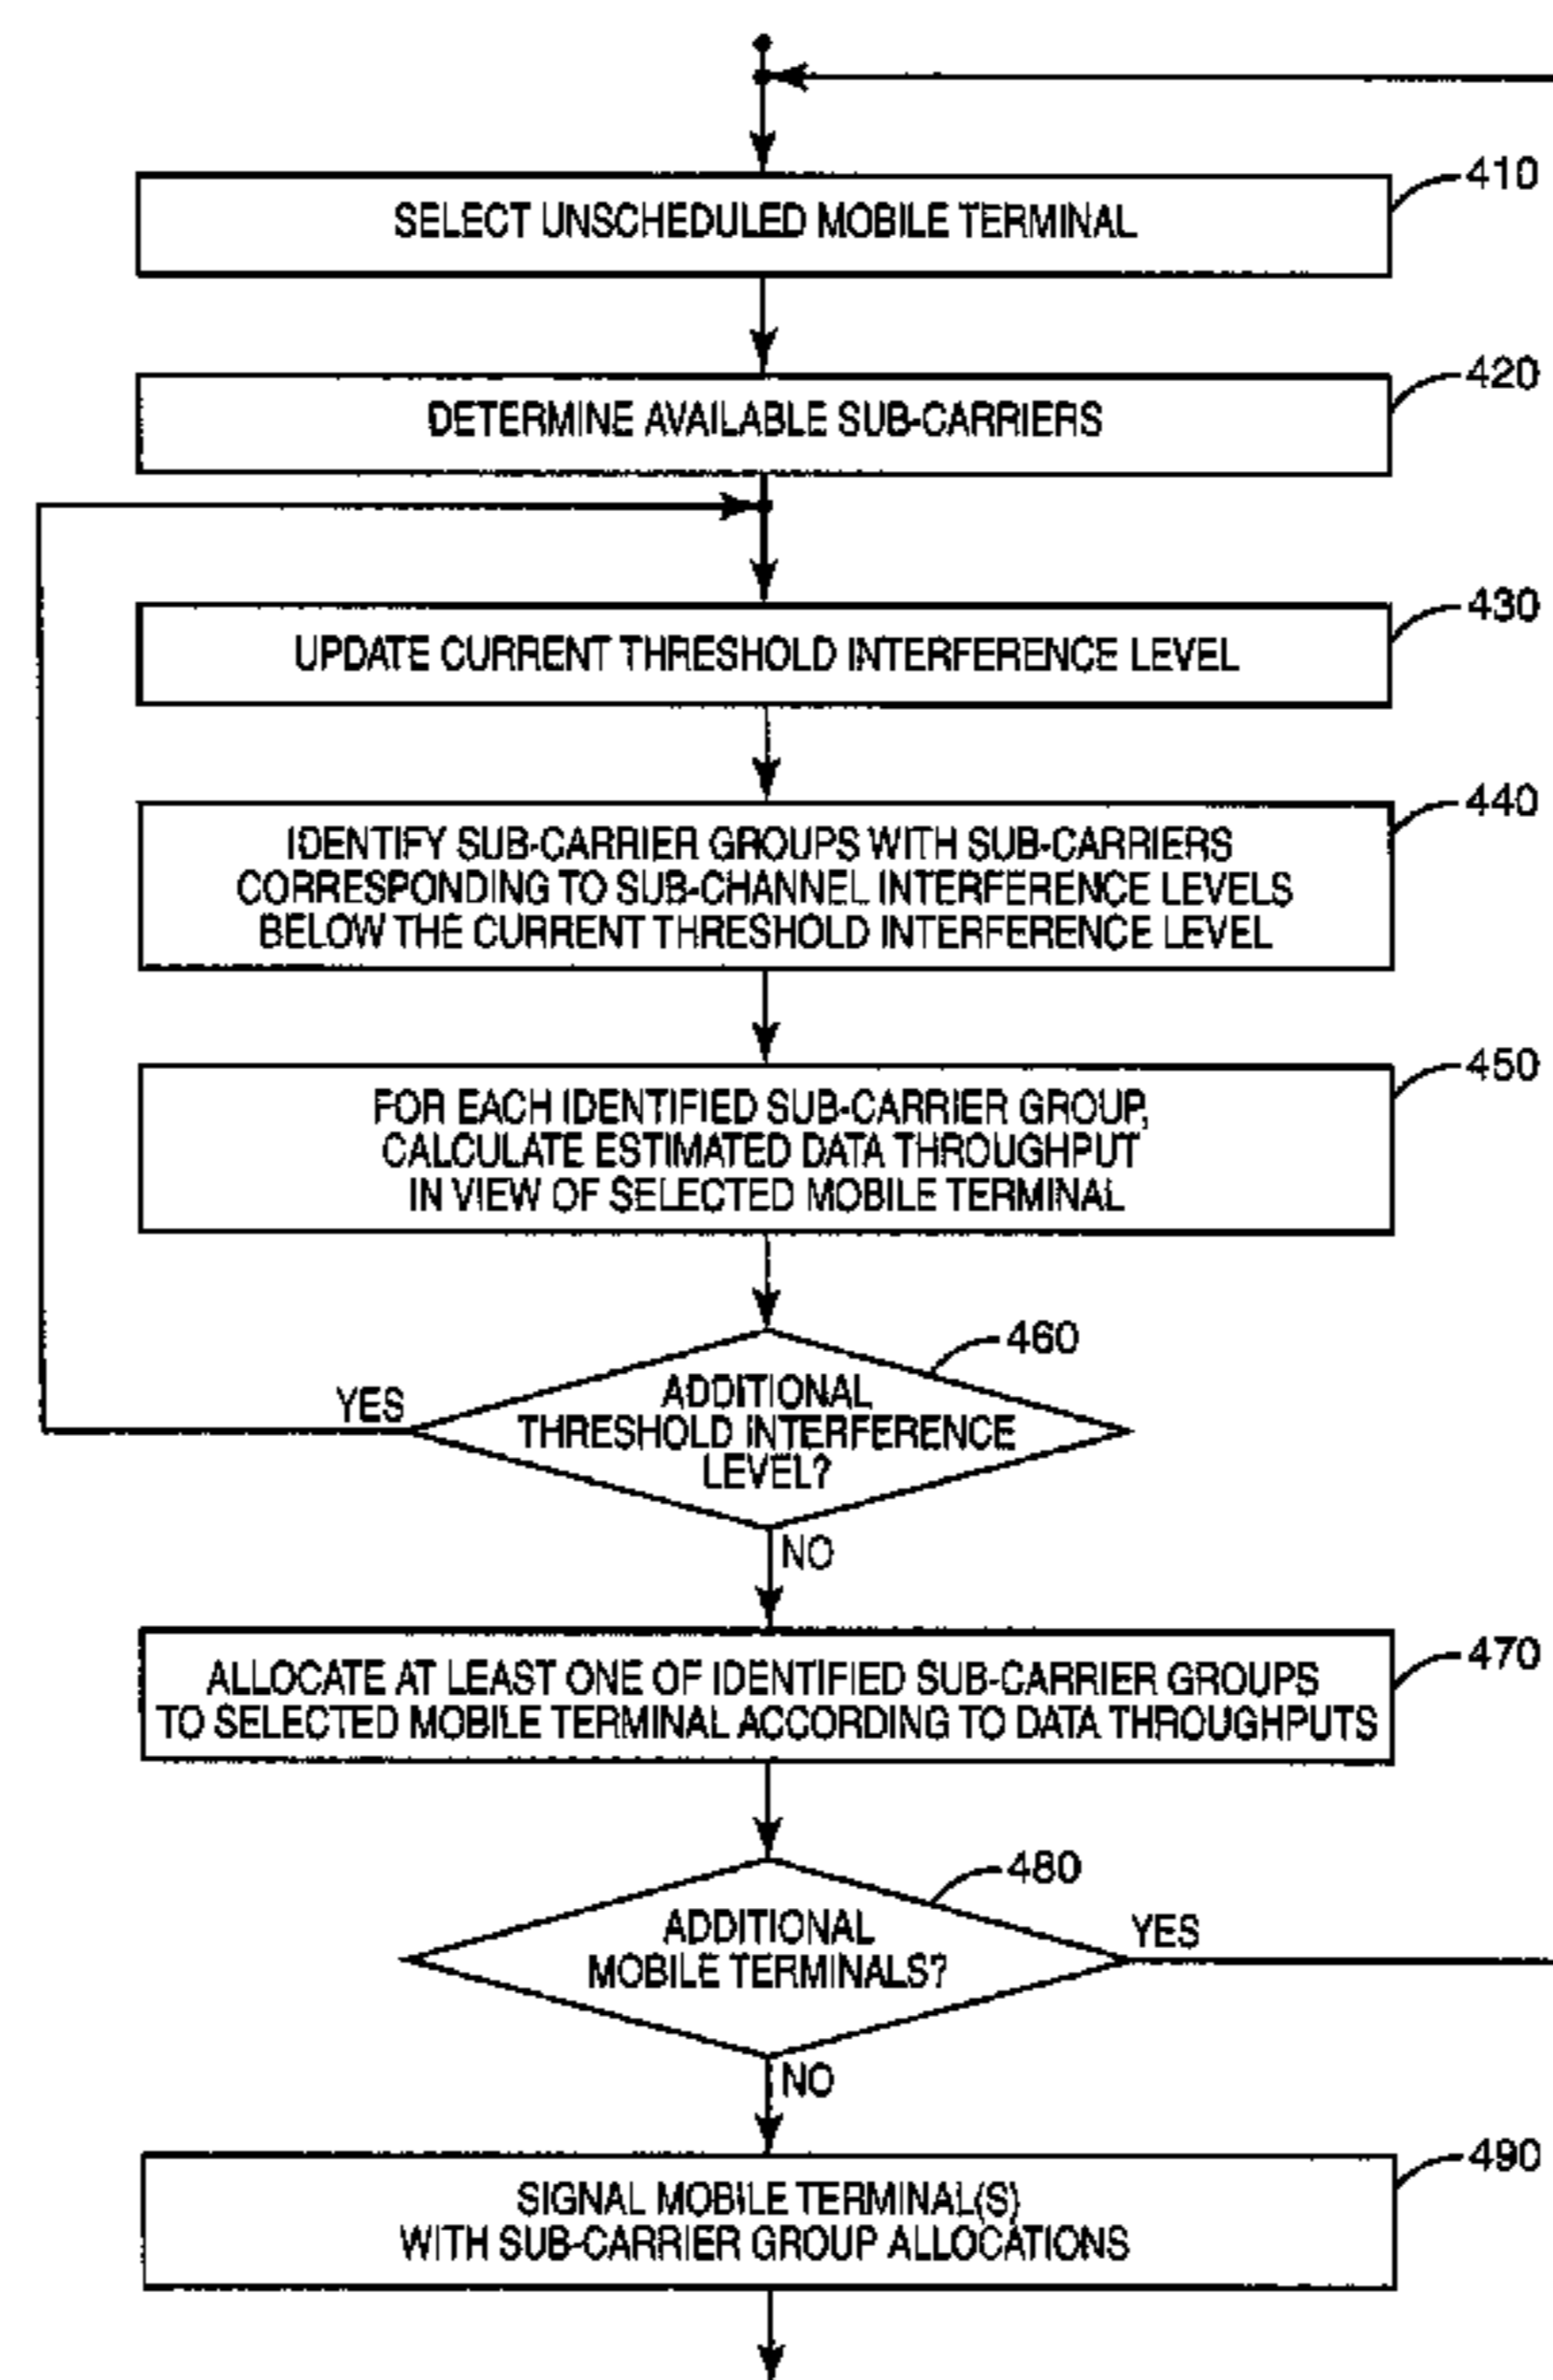 410
SELECT UNSCHEDULED MOBILE TERMINAL
420
DETERMINE AVAILABLE SUB-CARRIERS
430
UPDATE CURRENT THRESHOLD INTERFERENCE LEVEL
440
IDENTIFY SUB-CARRIER GROUPS WITH SUB-CARRIERS
CORRESPONDING TO SUB-CHANNEL INTERFERENCE LEVELS
BELOW THE CURRENT THRESHOLD INTERFERENCE LEVEL
450
FOR EACH IDENTIFIED SUB-CARRIER GROUP,
CALCULATE ESTIMATED DATA THROUGHPUT
IN VIEW OF SELECTED MOBILE TERMINAL
460
ADDITIONAL
THRESHOLD INTERFERENCE
LEVEL?
YES
NO
470
ALLOCATE AT LEAST ONE OF IDENTIFIED SUB-CARRIER GROUPS
TO SELECTED MOBILE TERMINAL ACCORDING TO DATA THROUGHPUTS
480
ADDITIONAL
MOBILE TERMINALS?
YES
NO
490
SIGNAL MOBILE TERMINAL(S)
WITH SUB-CARRIER GROUP ALLOCATIONS